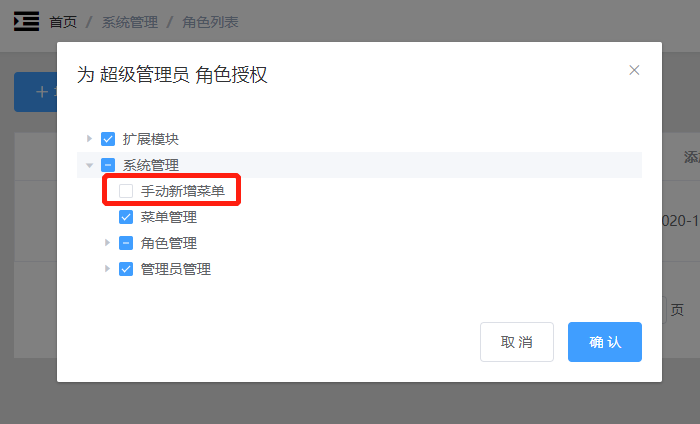 首页 / 系统管理 / 角色列表
为 超级管理员 角色授权
扩展模块
系统管理
手动新增菜单
菜单管理
角色管理
管理员管理
取 消
确 认
020-1
页